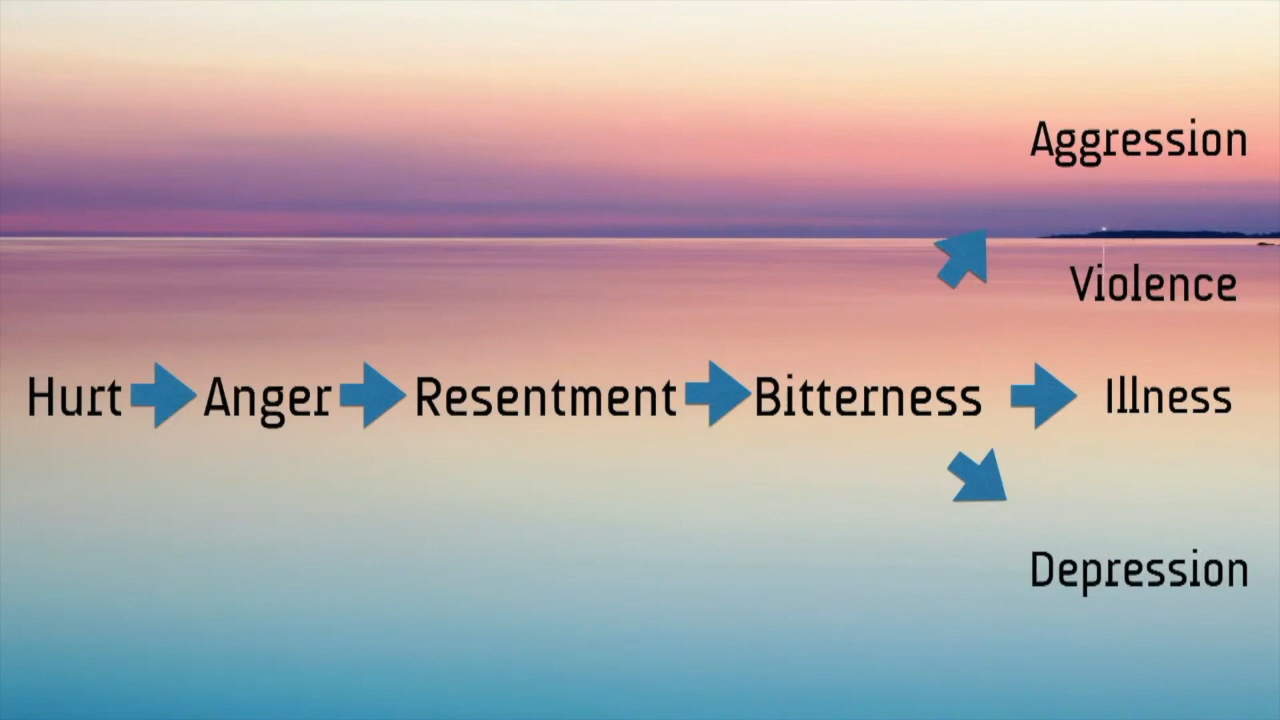 Aggression
Violence
Hurt Anger Resentment Bitterness Illness
Depression